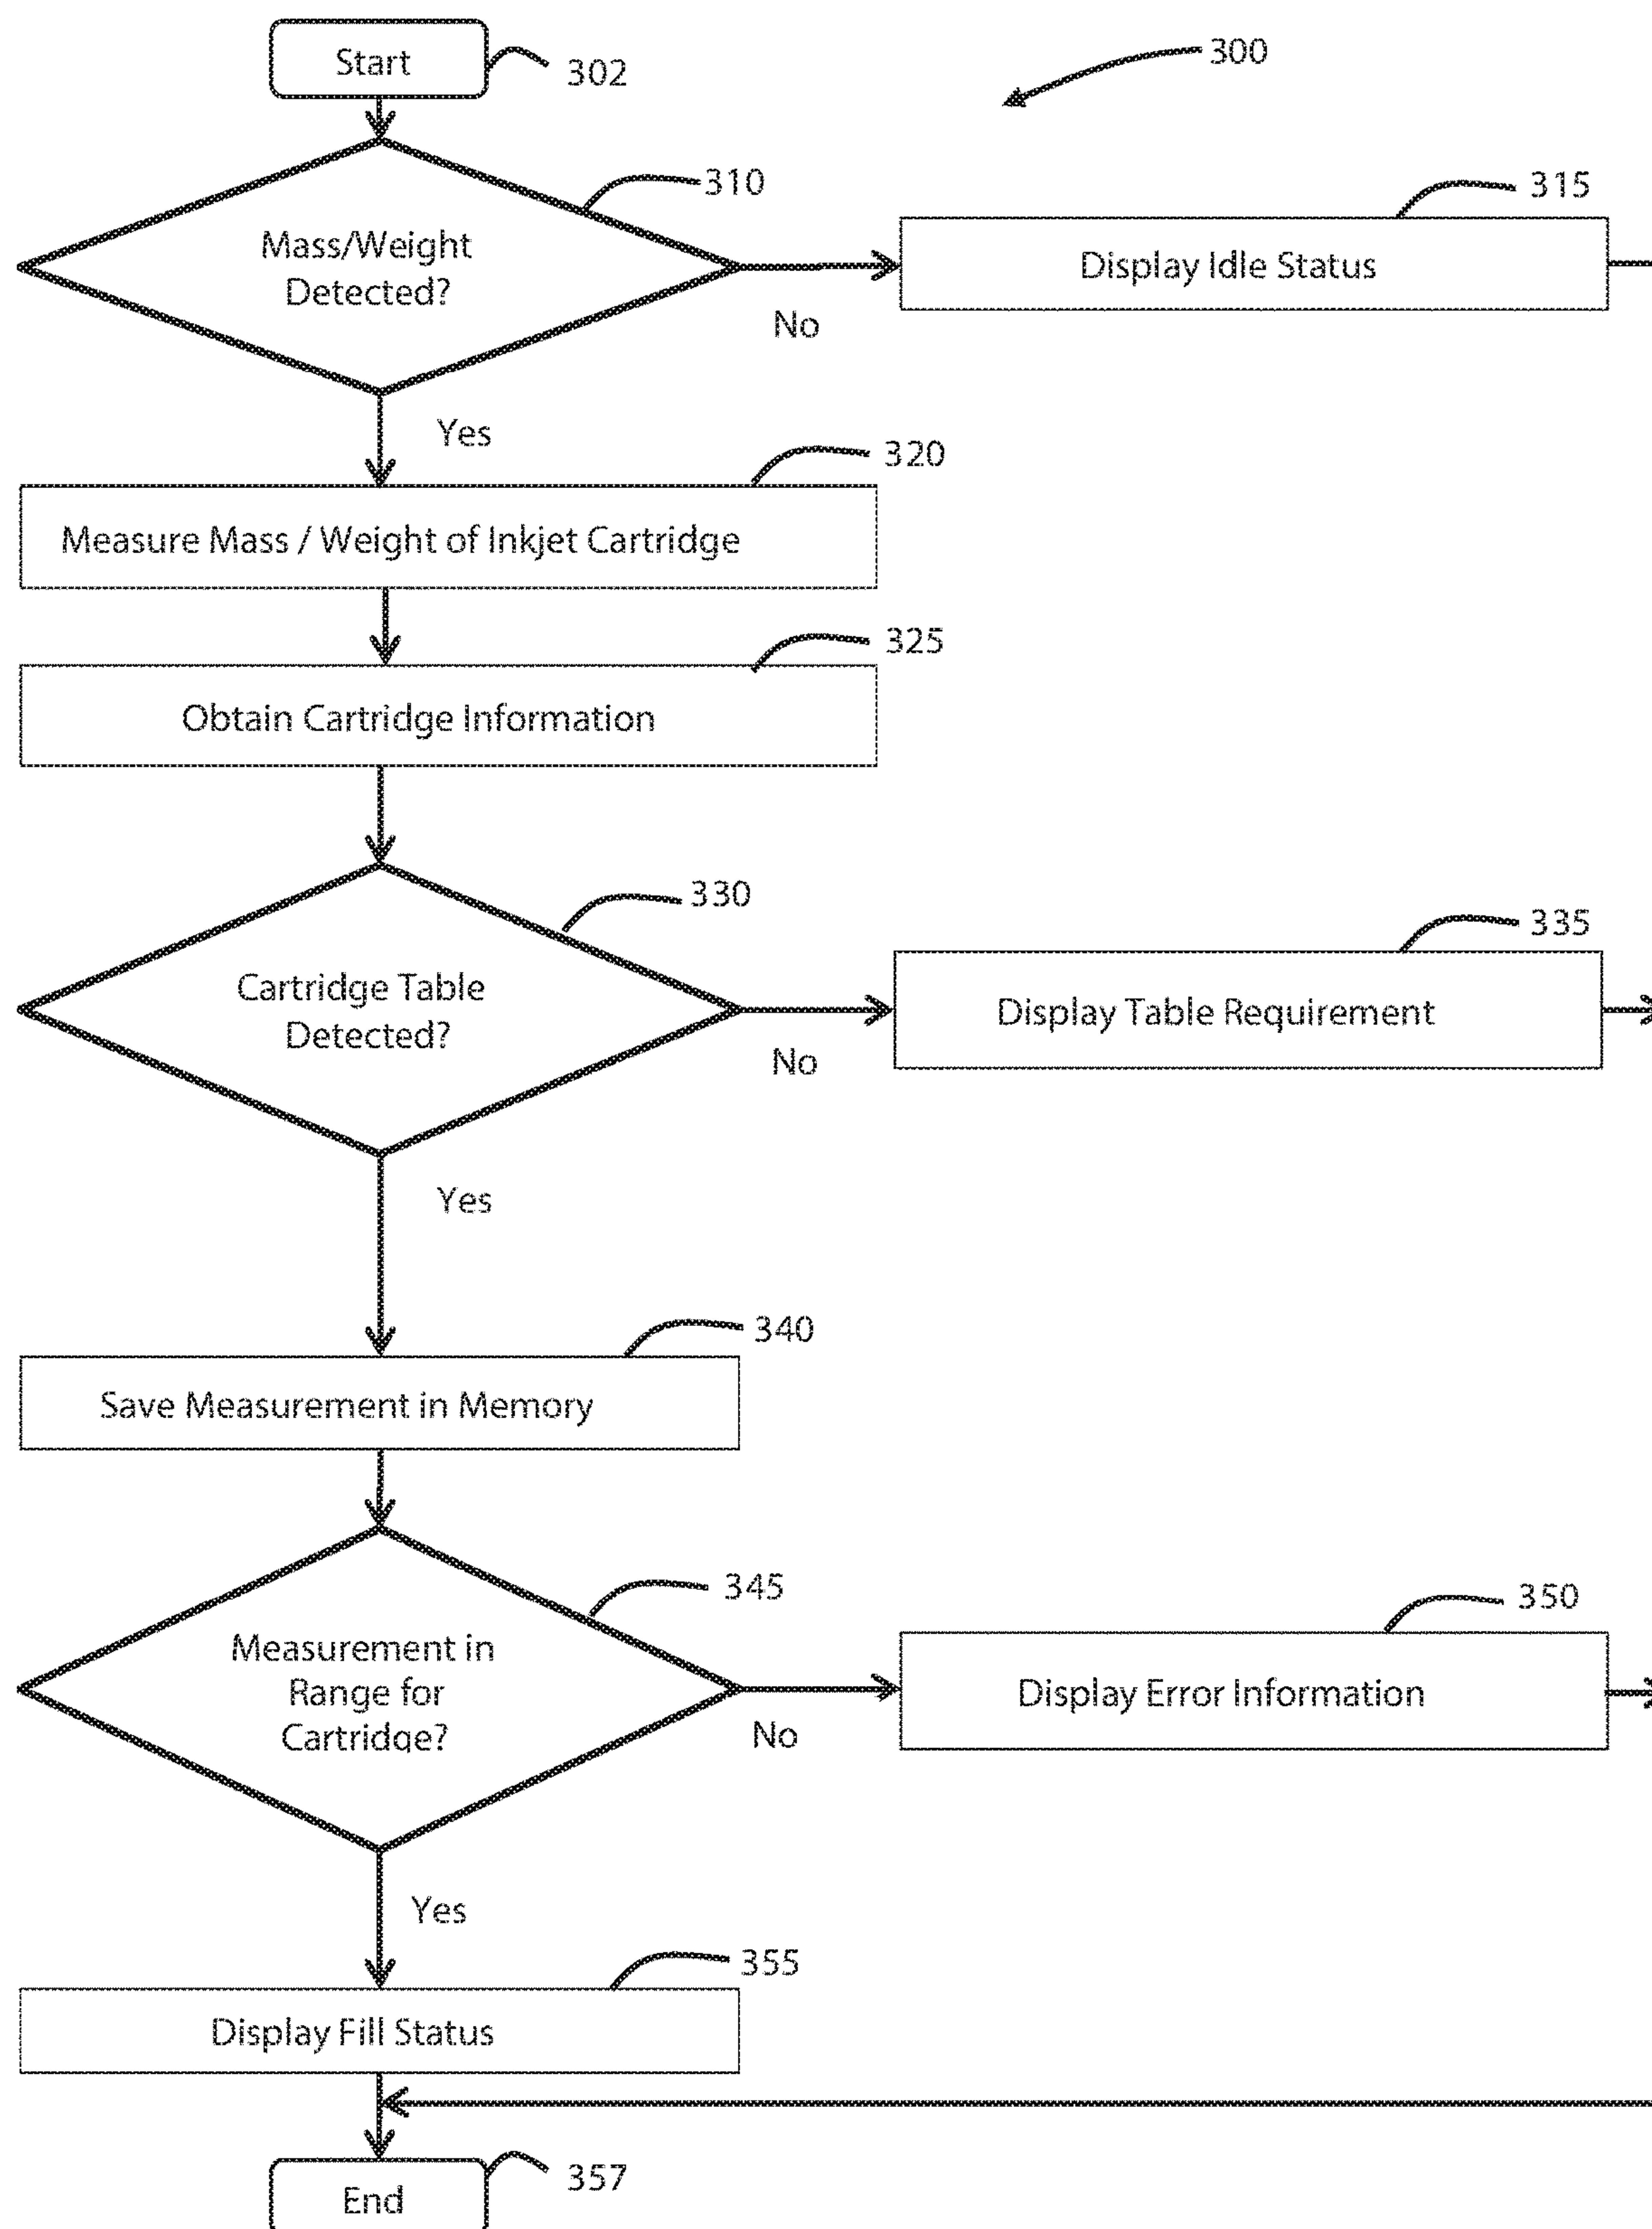 Start
302
300
310
Mass/Weight
Detected?
No
315
Display Idle Status
Yes
320
Measure Mass / Weight of Inkjet Cartridge
325
Obtain Cartridge Information
330
Cartridge Table
Detected?
No
335
Display Table Requirement
Yes
340
Save Measurement in Memory
345
Measurement in
Range for
Cartridge?
No
350
Display Error Information
Yes
355
Display Fill Status
End
357